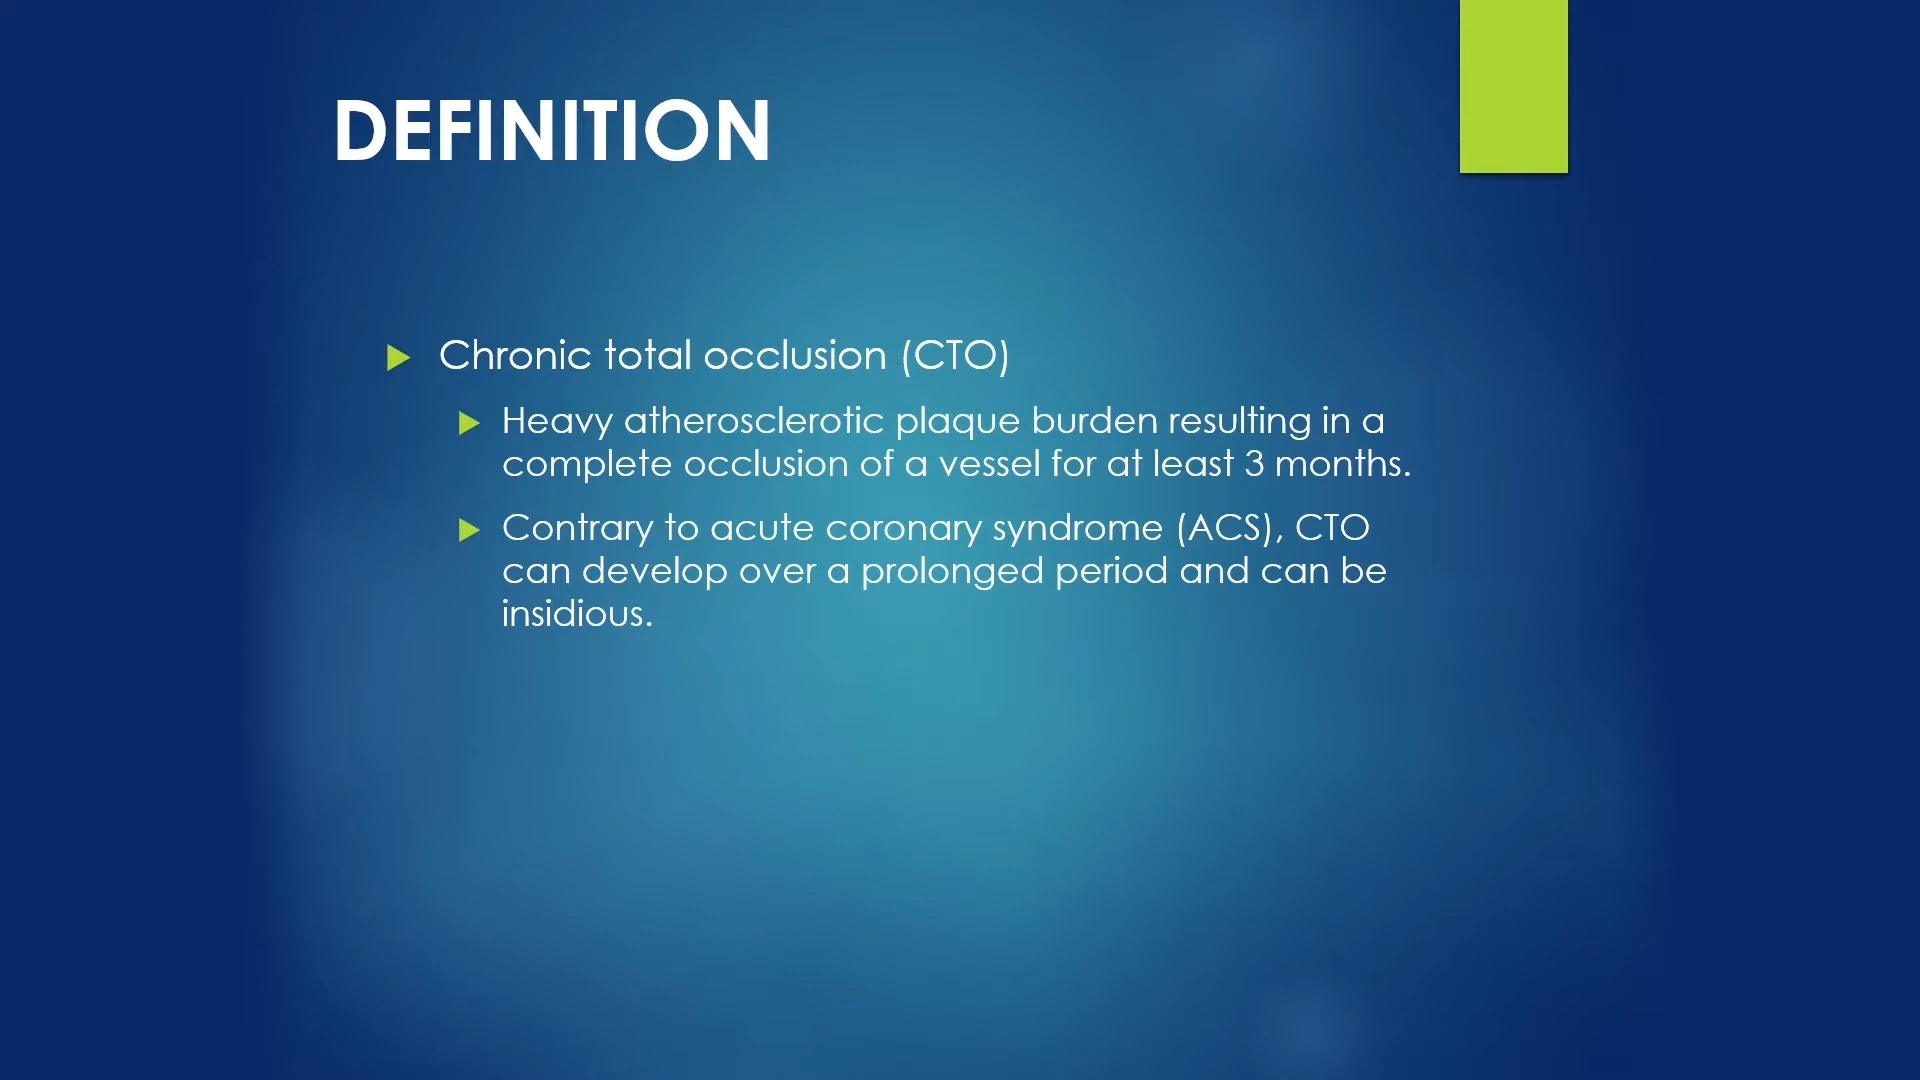 DEFINITION
Chronic total occlusion (CTO)
Heavy atherosclerotic plaque burden resulting in a
complete occlusion of a vessel for at least 3 months.
Contrary to acute coronary syndrome (ACS), CTO
can develop over a prolonged period and can be
insidious.